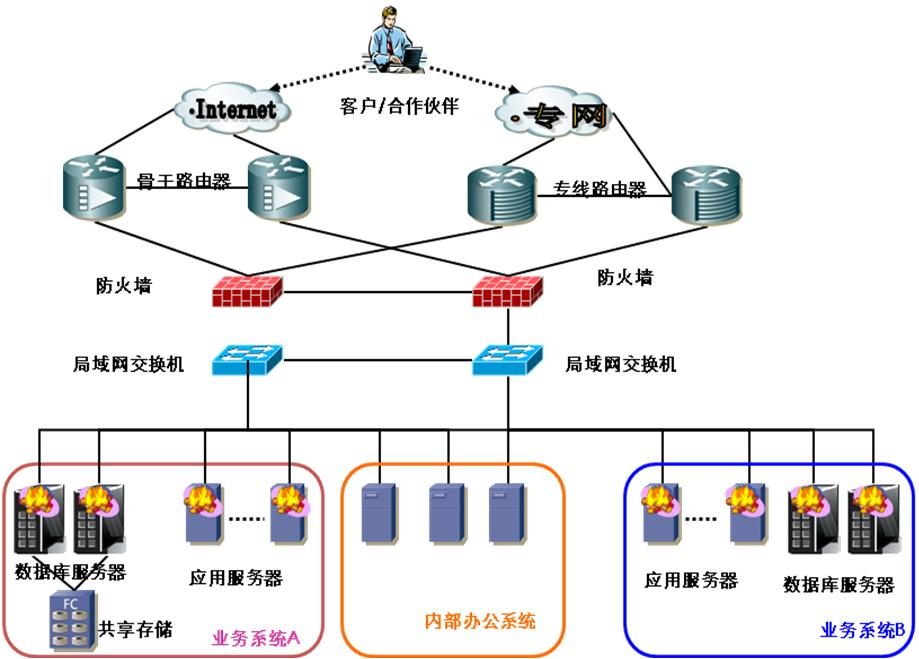 客户/合作伙伴
·Internet
·专网
骨干路由器
专线路由器
防火墙
防火墙
局域网交换机
局域网交换机
数据库服务器
应用服务器
应用服务器
数据库服务器
FC
共享存储
业务系统A
内部办公系统
业务系统B